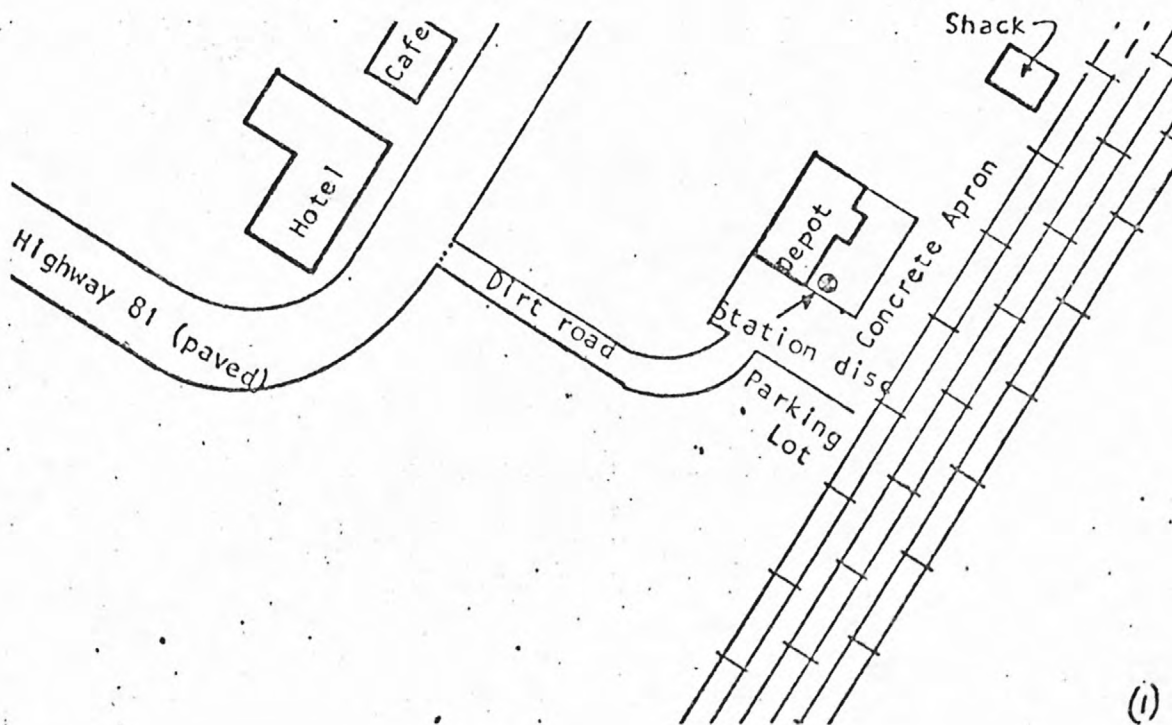 Shack
Cafe
Hotel
Highway 81 (paved)
Dirt road
Depot
Station disc
Concrete Apron
Parking
Lot
(1)